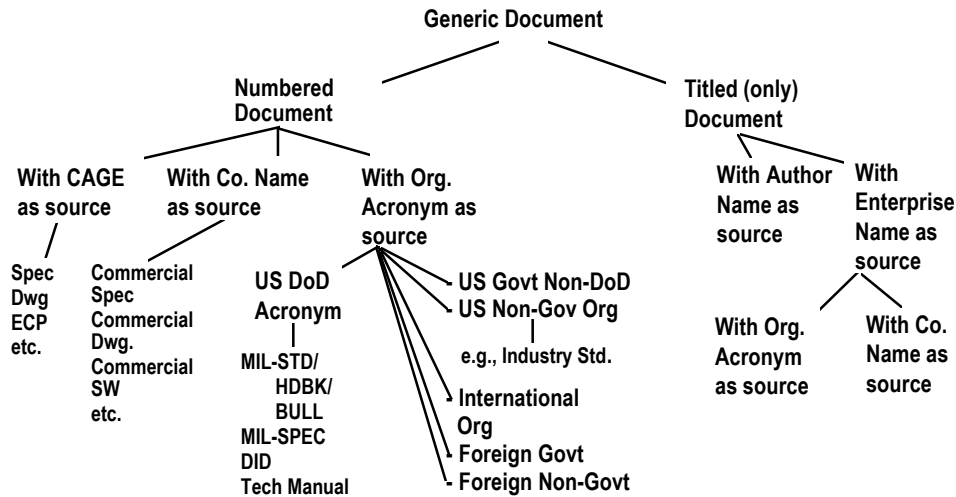 Generic Document
Numbered
Document
Titled (only)
Document
With CAGE
as source
With Co. Name
as source
With Org.
Acronym as
source
With Author
Name as
source
With
Enterprise
Name as
source
Spec
Dwg
ECP
etc.
Commercial
Spec
Commercial
Dwg.
Commercial
SW
etc.
US DoD
Acronym
MIL-STD/
HDBK/
BULL
MIL-SPEC
DID
Tech Manual
- US Govt Non-DoD
- US Non-Gov Org
e.g., Industry Std.
- International
Org
- Foreign Govt
- Foreign Non-Govt
With Org.
Acronym
as source
With Co.
Name as
source